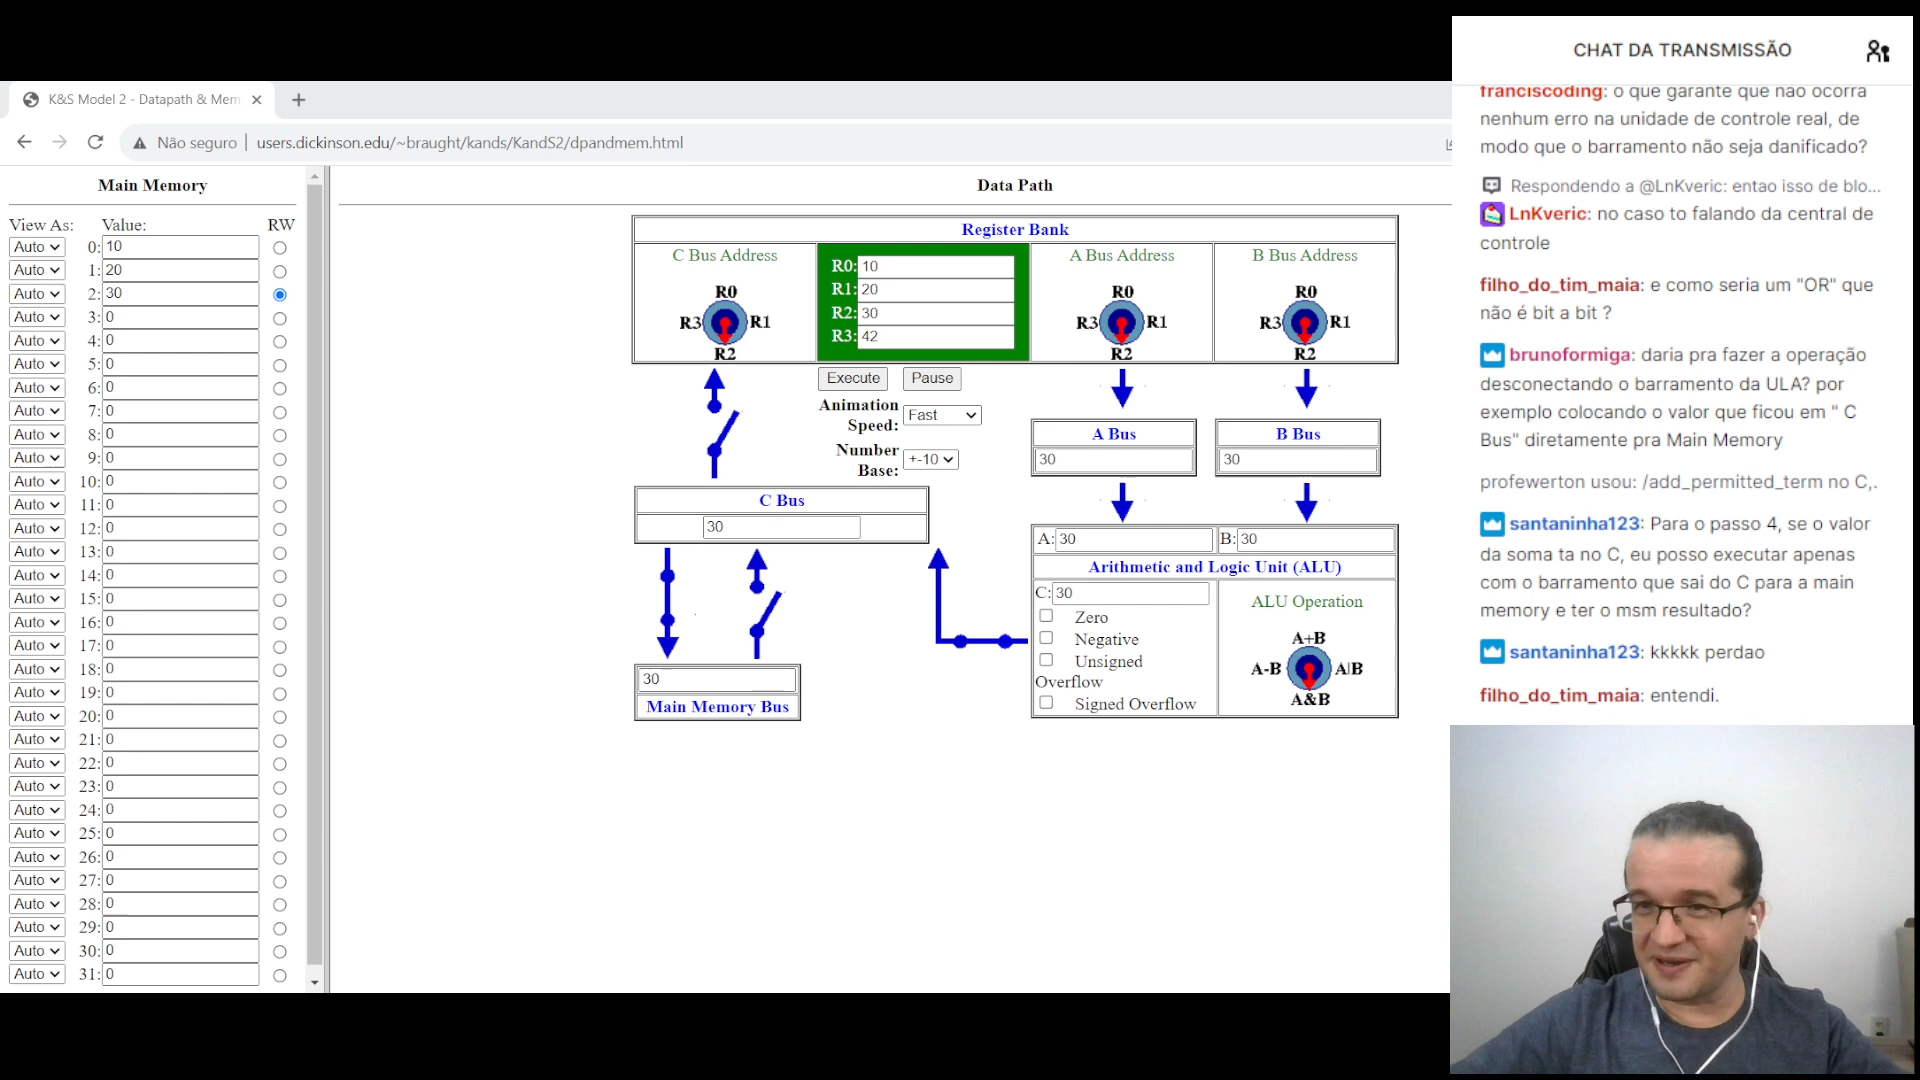 K&S Model 2 - Datapath & Mem
Não seguro
users.dickinson.edu/~braught/kands/KandS2/dpandmem.html
Main Memory
View As: Value: RW
Auto 0: 10
Auto 1: 20
Auto 2: 30
Auto 3: 0
Auto 4: 0
Auto 5: 0
Auto 6: 0
Auto 7: 0
Auto 8: 0
Auto 9: 0
Auto 10: 0
Auto 11: 0
Auto 12: 0
Auto 13: 0
Auto 14: 0
Auto 15: 0
Auto 16: 0
Auto 17: 0
Auto 18: 0
Auto 19: 0
Auto 20: 0
Auto 21: 0
Auto 22: 0
Auto 23: 0
Auto 24: 0
Auto 25: 0
Auto 26: 0
Auto 27: 0
Auto 28: 0
Auto 29: 0
Auto 30: 0
Auto 31: 0
Data Path
Register Bank
C Bus Address
R0
R3 R1
R2
R0: 10
R1: 20
R2: 30
R3: 42
A Bus Address
R0
R3 R1
R2
B Bus Address
R0
R3 R1
R2
Execute Pause
Animation Speed: Fast
Number Base: +-10
A Bus
30
B Bus
30
C Bus
30
A: 30 B: 30
Arithmetic and Logic Unit (ALU)
C: 30
Zero
Negative
Unsigned
Overflow
Signed Overflow
ALU Operation
A+B
A-B A|B
A&B
30
Main Memory Bus
CHAT DA TRANSMISSÃO
franciscoding: o que garante que não ocorra
nenhum erro na unidade de controle real, de
modo que o barramento não seja danificado?
Respondendo a @LnKveric: entao isso de blo...
LnKveric: no caso to falando da central de
controle
filho_do_tim_maia: e como seria um "OR" que
não é bit a bit ?
brunoformiga: daria pra fazer a operação
desconectando o barramento da ULA? por
exemplo colocando o valor que ficou em " C
Bus" diretamente pra Main Memory
profewerton usou: /add_permitted_term no C,.
santaninha123: Para o passo 4, se o valor
da soma ta no C, eu posso executar apenas
com o barramento que sai do C para a main
memory e ter o msm resultado?
santaninha123: kkkkk perdao
filho_do_tim_maia: entendi.